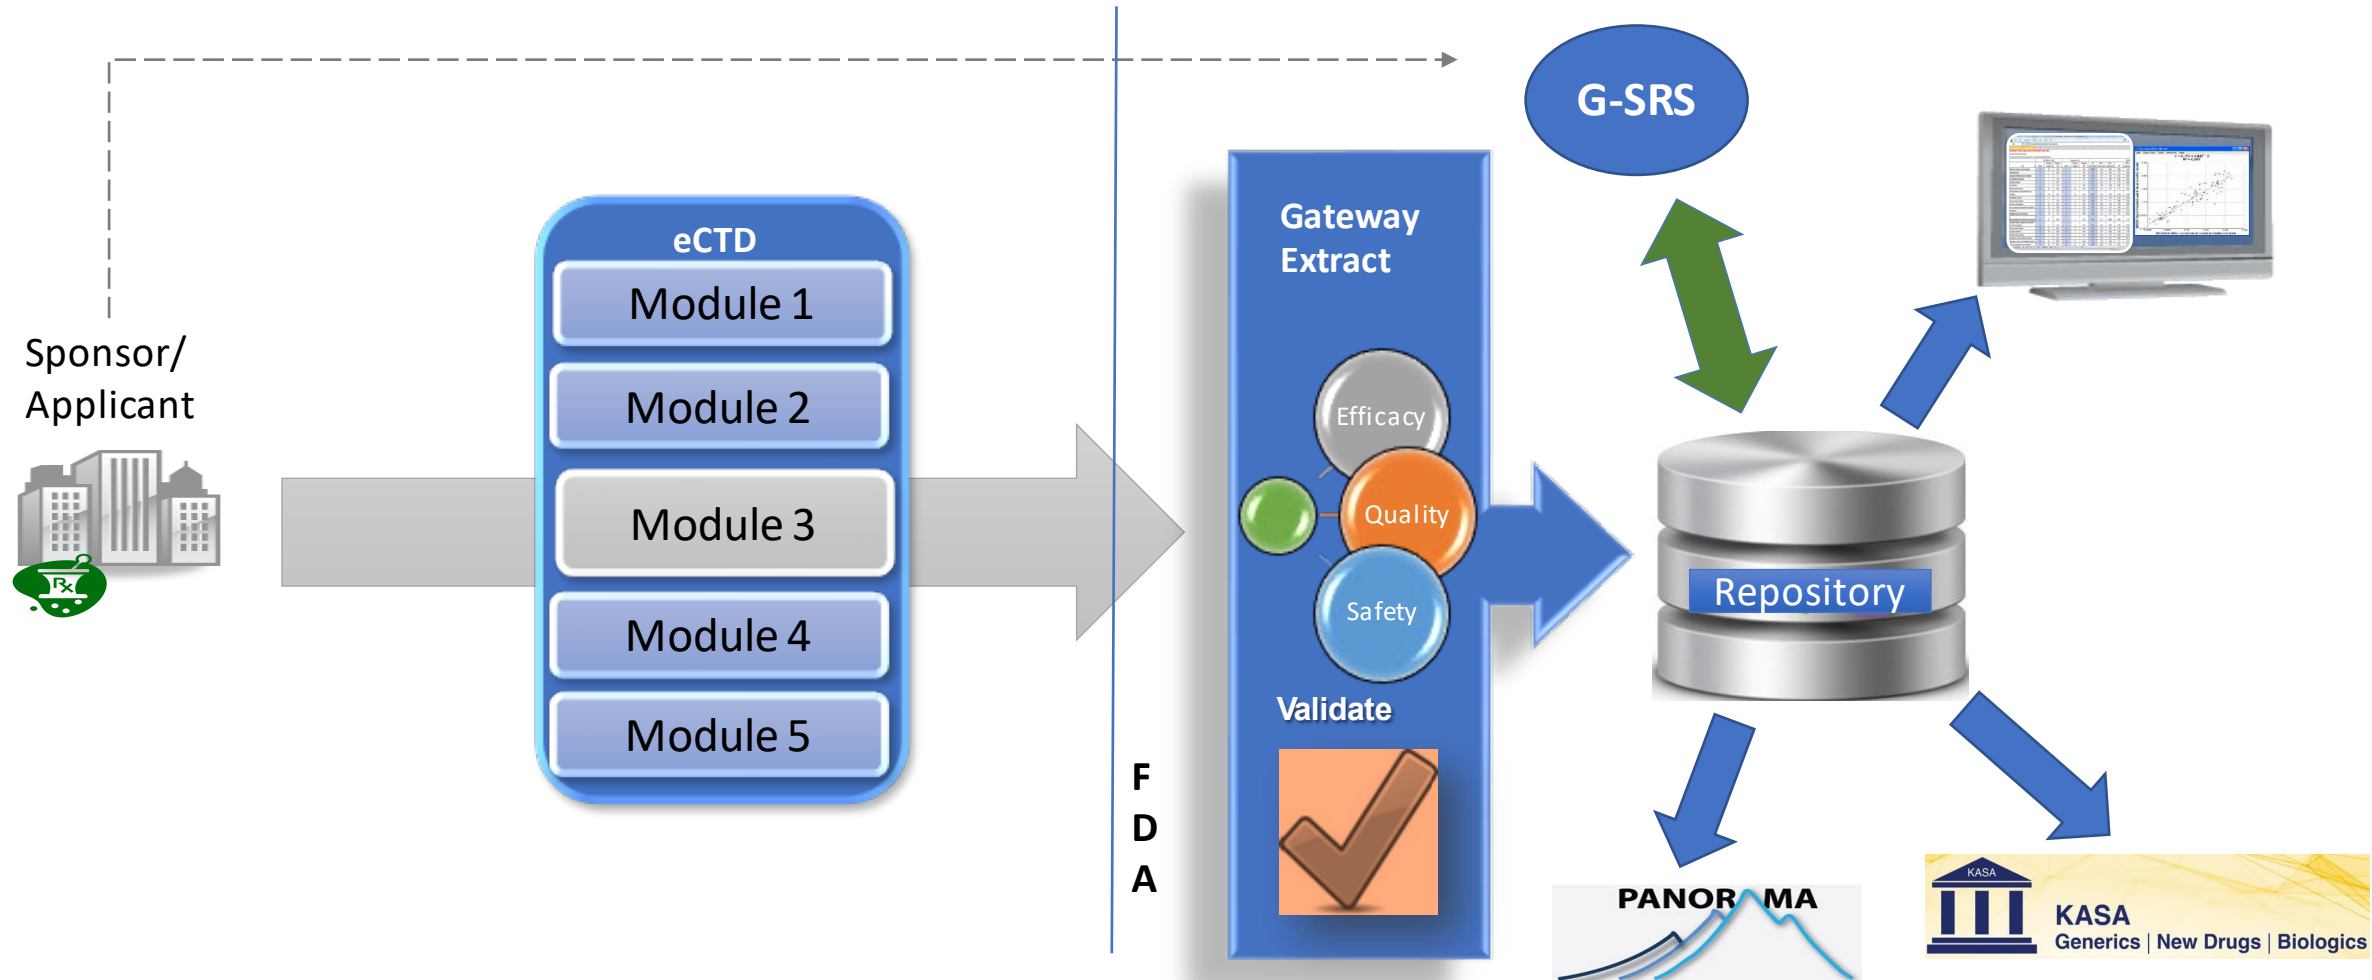 G-SRS
Sponsor/
Applicant
Rx
eCTD
Module 1
Module 2
Module 3
Module 4
Module 5
F
D
A
Gateway
Extract
Efficacy
Quality
Safety
Validate
Repository
PANORAMA
KASA
KASA
Generics | New Drugs | Biologics